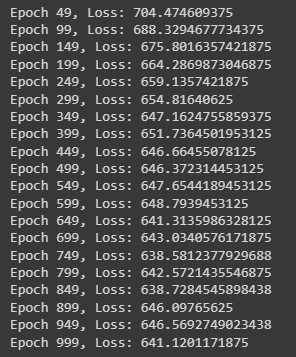 Epoch 49, Loss: 704.474609375
Epoch 99, Loss: 688.3294677734375
Epoch 149, Loss: 675.8016357421875
Epoch 199, Loss: 664.2869873046875
Epoch 249, Loss: 659.1357421875
Epoch 299, Loss: 654.81640625
Epoch 349, Loss: 647.1624755859375
Epoch 399, Loss: 651.7364501953125
Epoch 449, Loss: 646.66455078125
Epoch 499, Loss: 646.372314453125
Epoch 549, Loss: 647.6544189453125
Epoch 599, Loss: 648.7939453125
Epoch 649, Loss: 641.3135986328125
Epoch 699, Loss: 643.0340576171875
Epoch 749, Loss: 638.5812377929688
Epoch 799, Loss: 642.5721435546875
Epoch 849, Loss: 638.7284545898438
Epoch 899, Loss: 646.09765625
Epoch 949, Loss: 646.5692749023438
Epoch 999, Loss: 641.1201171875